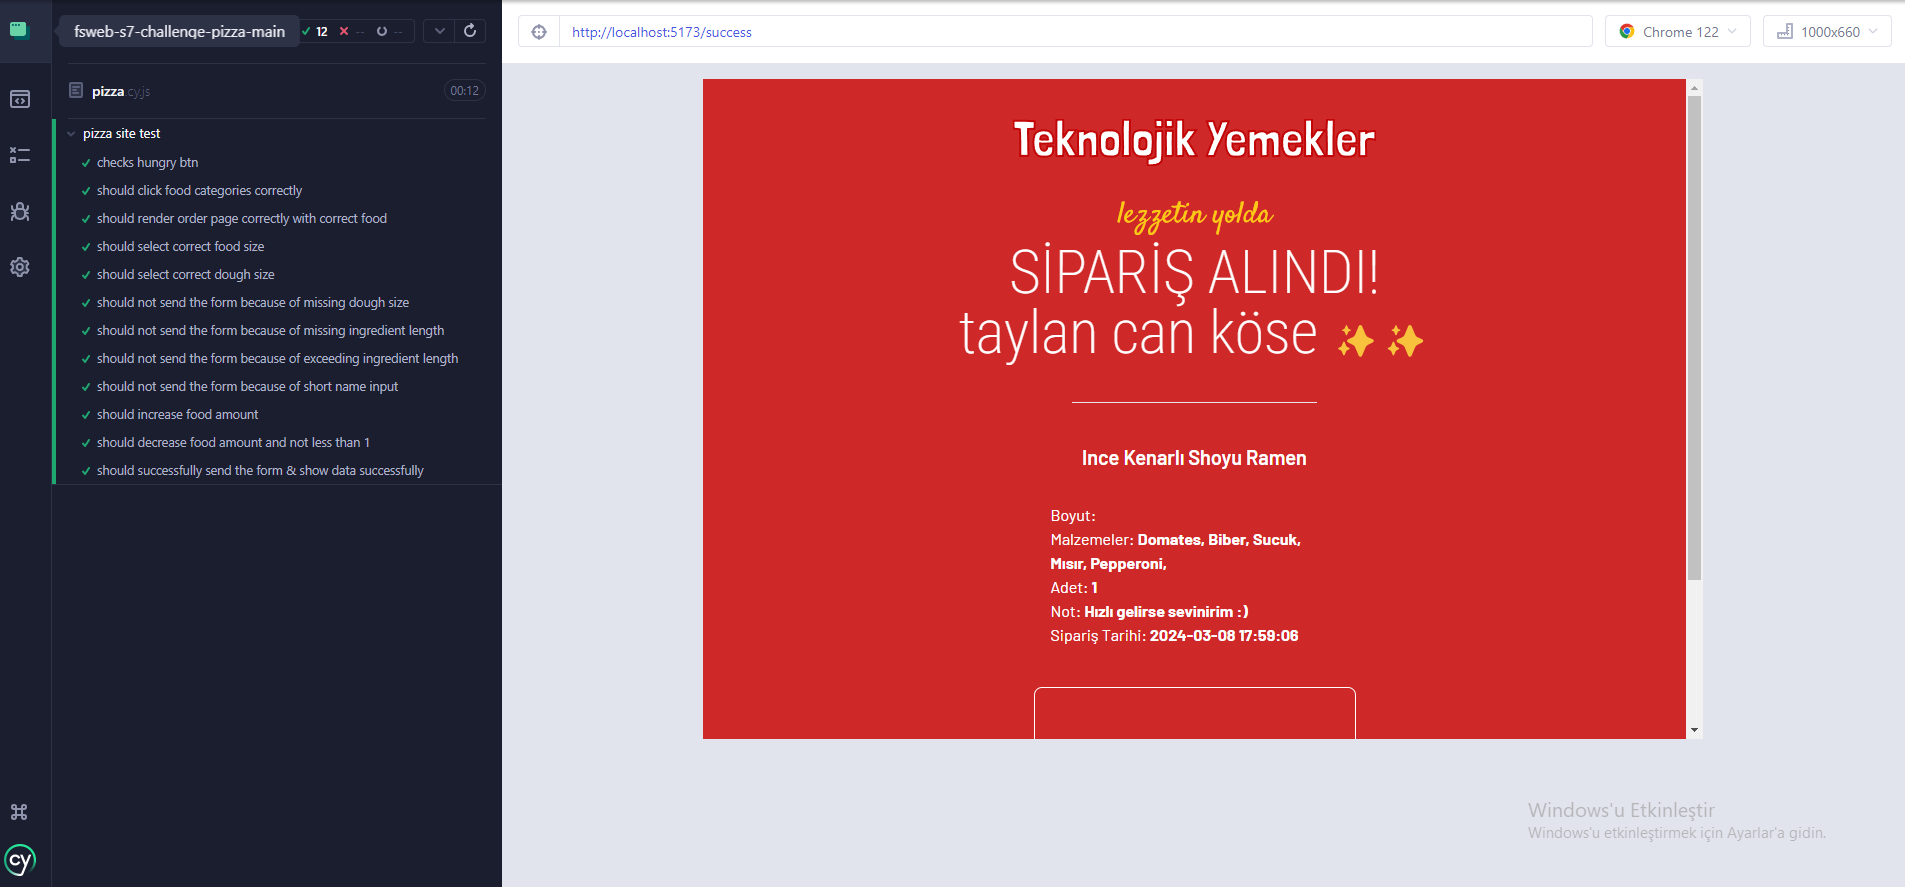 fsweb-s7-challenge-pizza-main
12
--
--
pizza.cy.js
00:12
pizza site test
checks hungry btn
should click food categories correctly
should render order page correctly with correct food
should select correct food size
should select correct dough size
should not send the form because of missing dough size
should not send the form because of missing ingredient length
should not send the form because of exceeding ingredient length
should not send the form because of short name input
should increase food amount
should decrease food amount and not less than 1
should successfully send the form & show data successfully
cy
http://localhost:5173/success
Chrome 122
1000x660
Teknolojik Yemekler
lezzetin yolda
SİPARİŞ ALINDI!
taylan can köse ✨ ✨
Ince Kenarlı Shoyu Ramen
Boyut:
Malzemeler: Domates, Biber, Sucuk,
Mısır, Pepperoni,
Adet: 1
Not: Hızlı gelirse sevinirim :)
Sipariş Tarihi: 2024-03-08 17:59:06
Windows'u Etkinleştir
Windows'u etkinleştirmek için Ayarlar'a gidin.